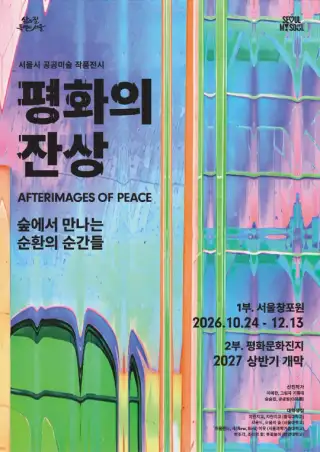 SEOUL
MY SOUL
서울시 공공미술 작품전시
평화의
잔상
AFTERIMAGES OF PEACE
숲에서 만나는
순환의 순간들
1부. 서울창포원
2026.10.24 - 12.13
2부. 평화문화진지
2027 상반기 개막